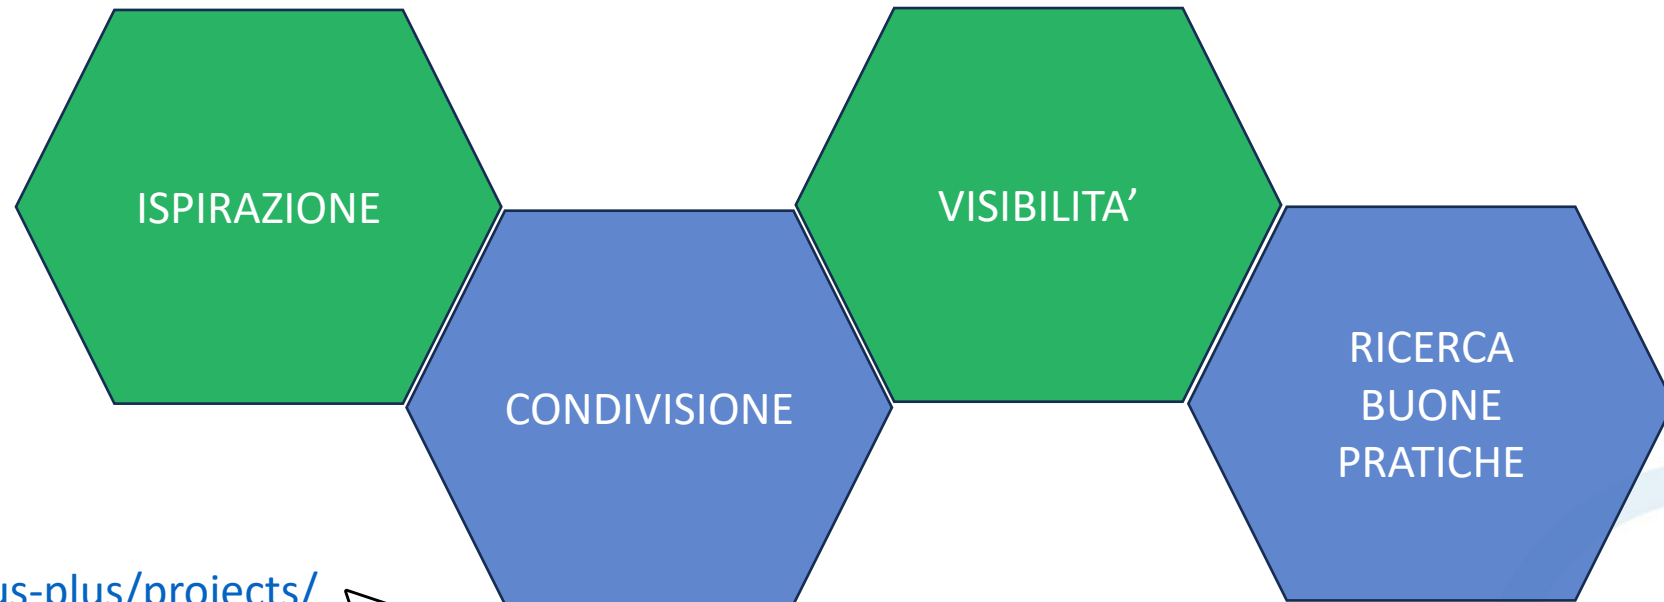 ISPIRAZIONE
VISIBILITA’
CONDIVISIONE
RICERCA
BUONE
PRATICHE
us-plus/projects/